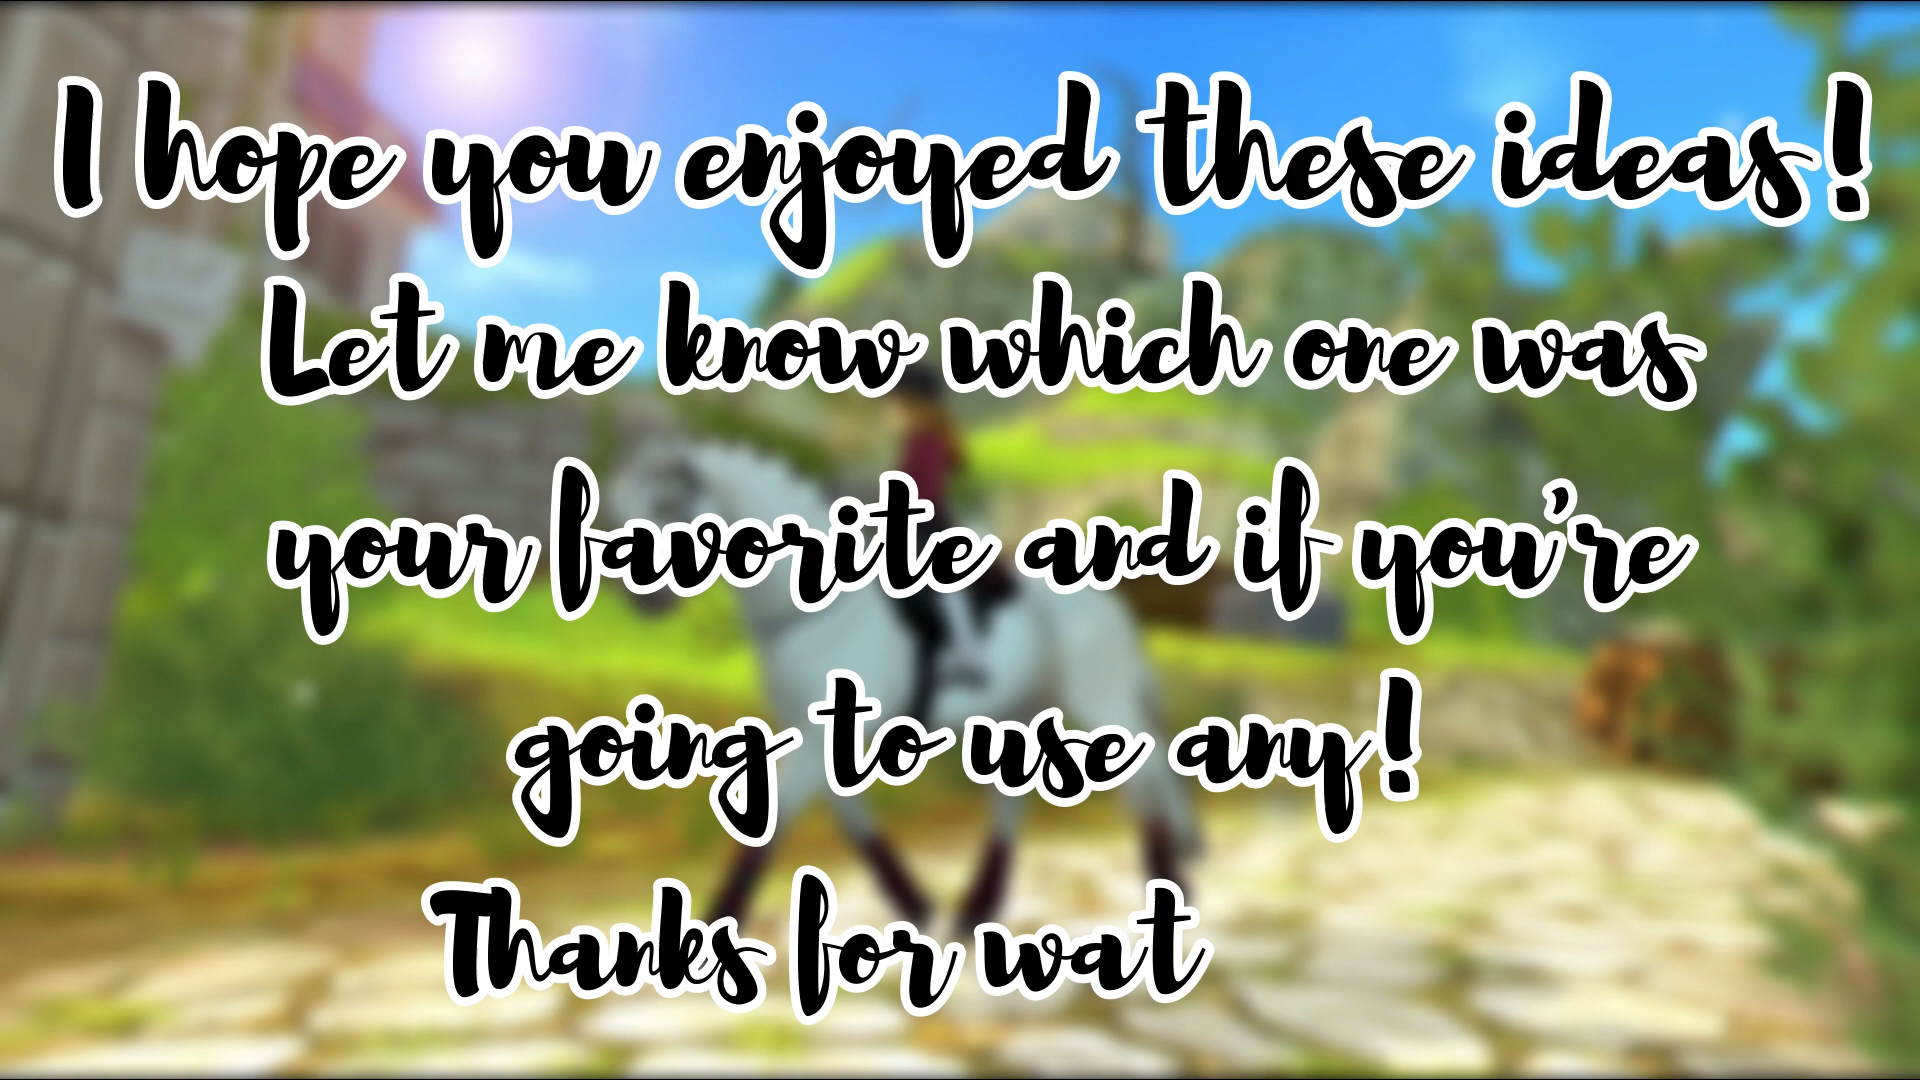 I hope you enjoyed these ideas!
Let me know which one was
your favorite and if you're
going to use any!
Thanks for wat